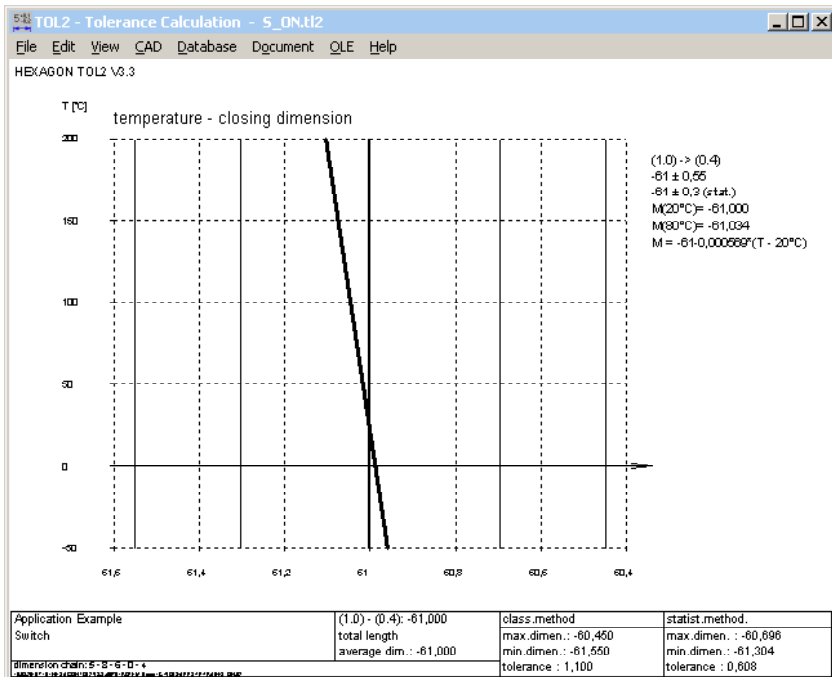 TOL2 - Tolerance Calculation - S_ON.tl2
File Edit View CAD Database Document OLE Help
HEXAGON TOL2 V3.3
T [°C]
temperature - closing dimension
200
150
100
50
0
-50
61,6 61,4 61,2 61 60,8 60,6 60,4
(1.0) -> (0.4)
-61 ± 0,55
-61 ± 0,3 (stat.)
M(20°C)= -61,000
M(80°C)= -61,034
M = -61-0,000569*(T - 20°C)
Application Example
Switch
dimension chain: 5 - 8 - 6 - 0 - 4
(1.0) - (0.4): -61,000
total length
average dim.: -61,000
class.method
max.dimen.: -60,450
min.dimen.: -61,550
tolerance : 1,100
statist.method.
max.dimen. : -60,696
min.dimen.: -61,304
tolerance : 0,608